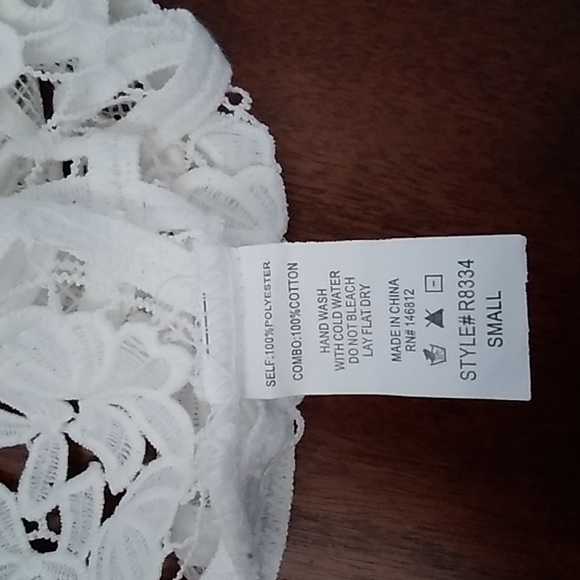 SELF:100%POLYESTER
COMBO:100%COTTON
HAND WASH
WITH COLD WATER
DO NOT BLEACH
LAY FLAT DRY
MADE IN CHINA
RN# 146812
STYLE# R8334
SMALL